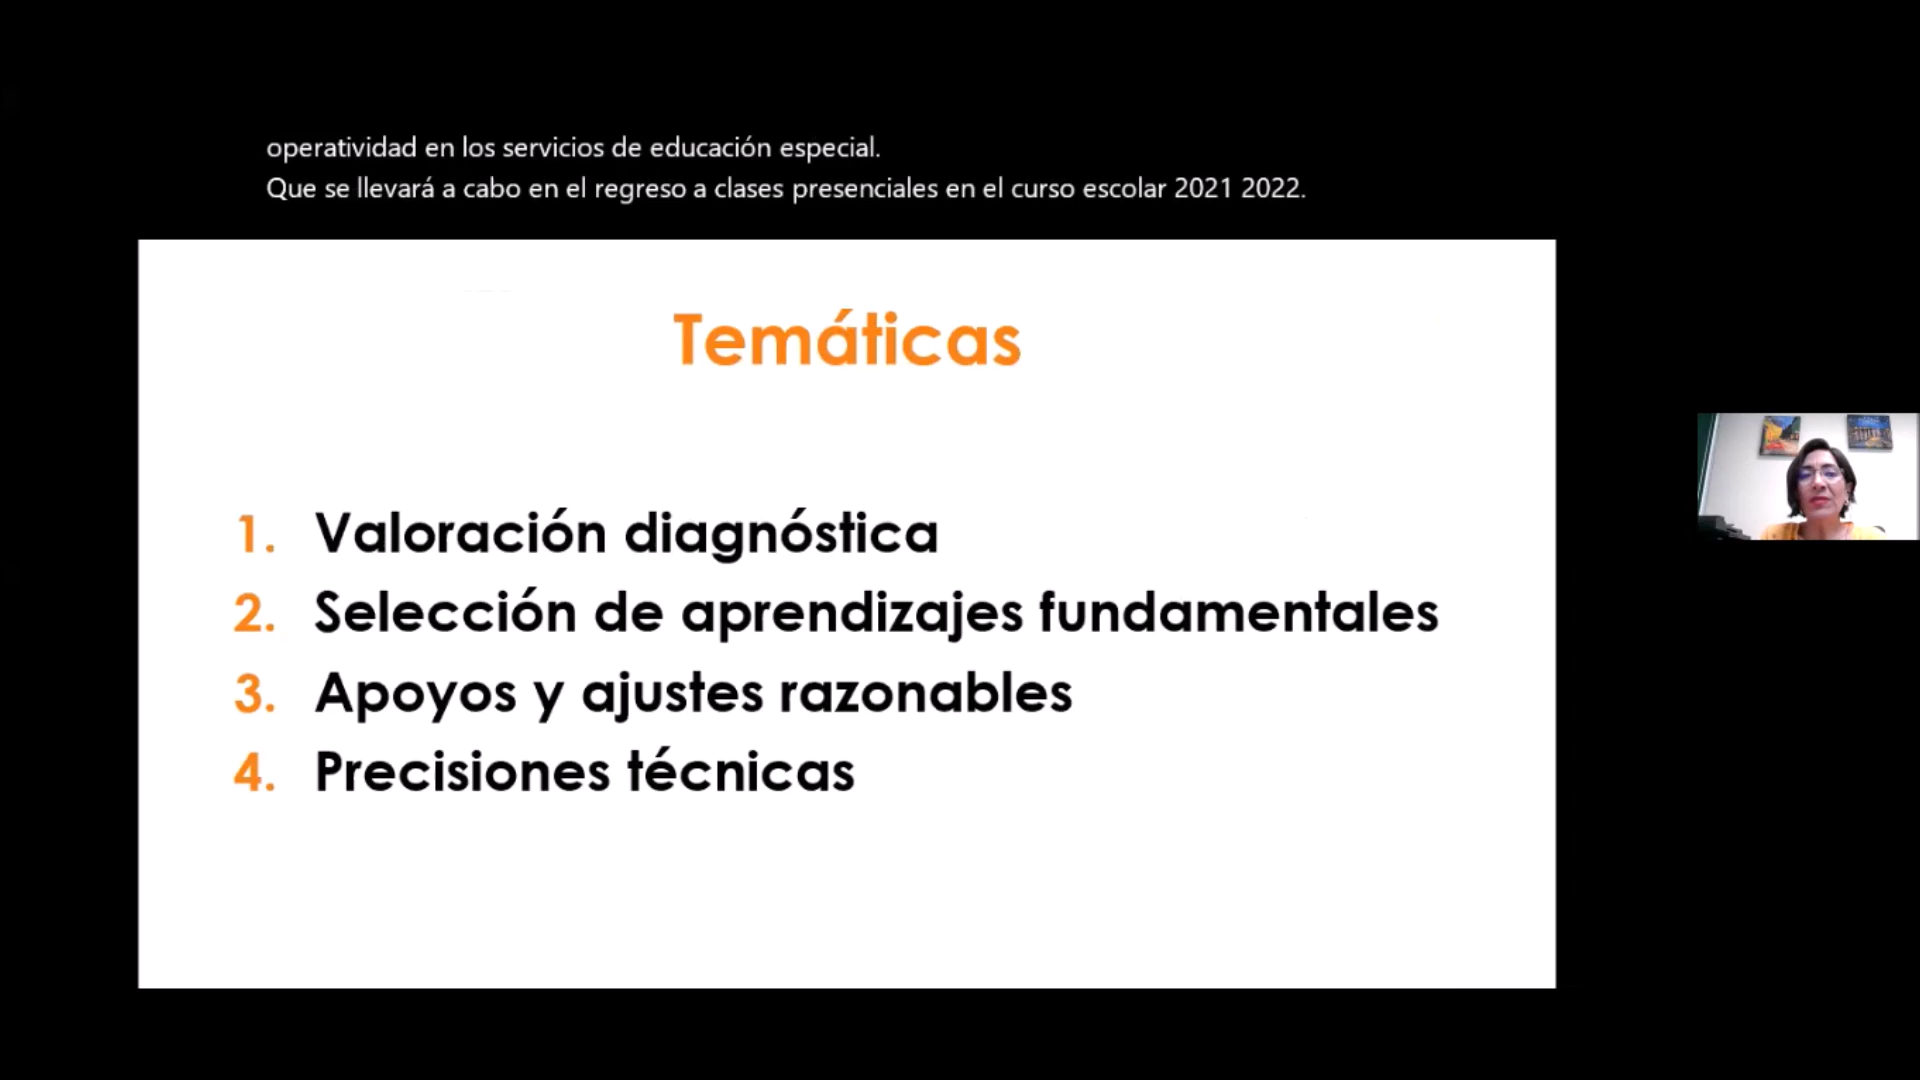 operatividad en los servicios de educación especial.
Que se llevará a cabo en el regreso a clases presenciales en el curso escolar 2021 2022.
Temáticas
1. Valoración diagnóstica
2. Selección de aprendizajes fundamentales
3. Apoyos y ajustes razonables
4. Precisiones técnicas